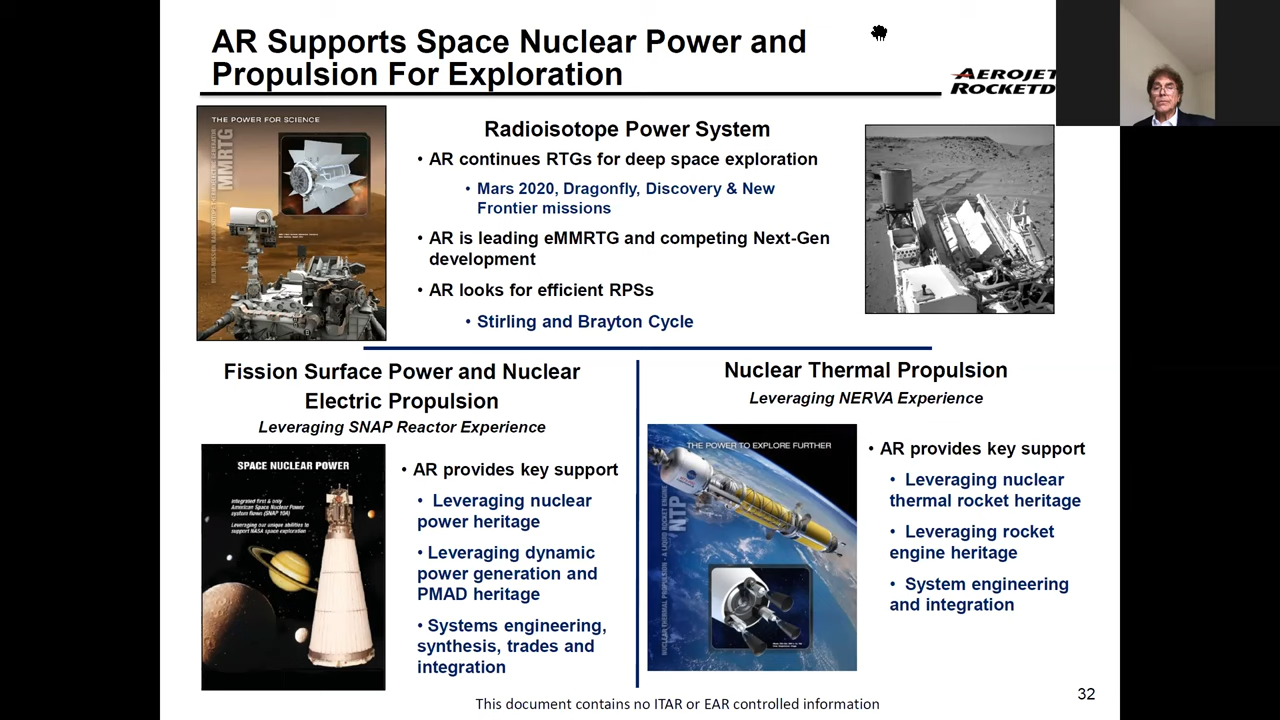 AR Supports Space Nuclear Power and
Propulsion For Exploration
AEROJET
ROCKETD
THE POWER FOR SCIENCE
MMRTG
Radioisotope Power System
• AR continues RTGs for deep space exploration
• Mars 2020, Dragonfly, Discovery & New
Frontier missions
• AR is leading eMMRTG and competing Next-Gen
development
• AR looks for efficient RPSs
• Stirling and Brayton Cycle
Fission Surface Power and Nuclear
Electric Propulsion
Leveraging SNAP Reactor Experience
SPACE NUCLEAR POWER
Integrated first & only
American Space Nuclear Power
system flown (SNAP 10A)
Leveraging our unique abilities to
support NASA space exploration
• AR provides key support
• Leveraging nuclear
power heritage
• Leveraging dynamic
power generation and
PMAD heritage
• Systems engineering,
synthesis, trades and
integration
Nuclear Thermal Propulsion
Leveraging NERVA Experience
THE POWER TO EXPLORE FURTHER
NTP
NUCLEAR THERMAL PROPULSION - A LIQUID ROCKET ENGINE
• AR provides key support
• Leveraging nuclear
thermal rocket heritage
• Leveraging rocket
engine heritage
• System engineering
and integration
This document contains no ITAR or EAR controlled information
32